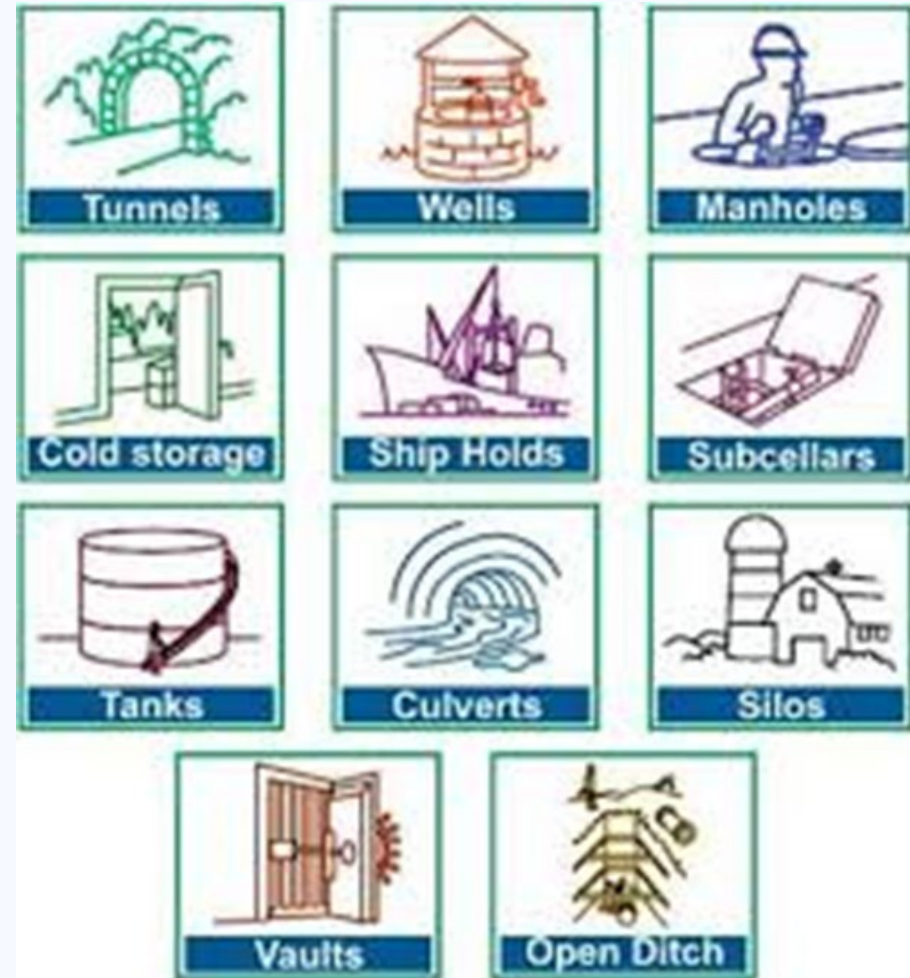 Tunnels
Wells
Manholes
Cold storage
Ship Holds
Subcellars
Tanks
Culverts
Silos
Vaults
Open Ditch